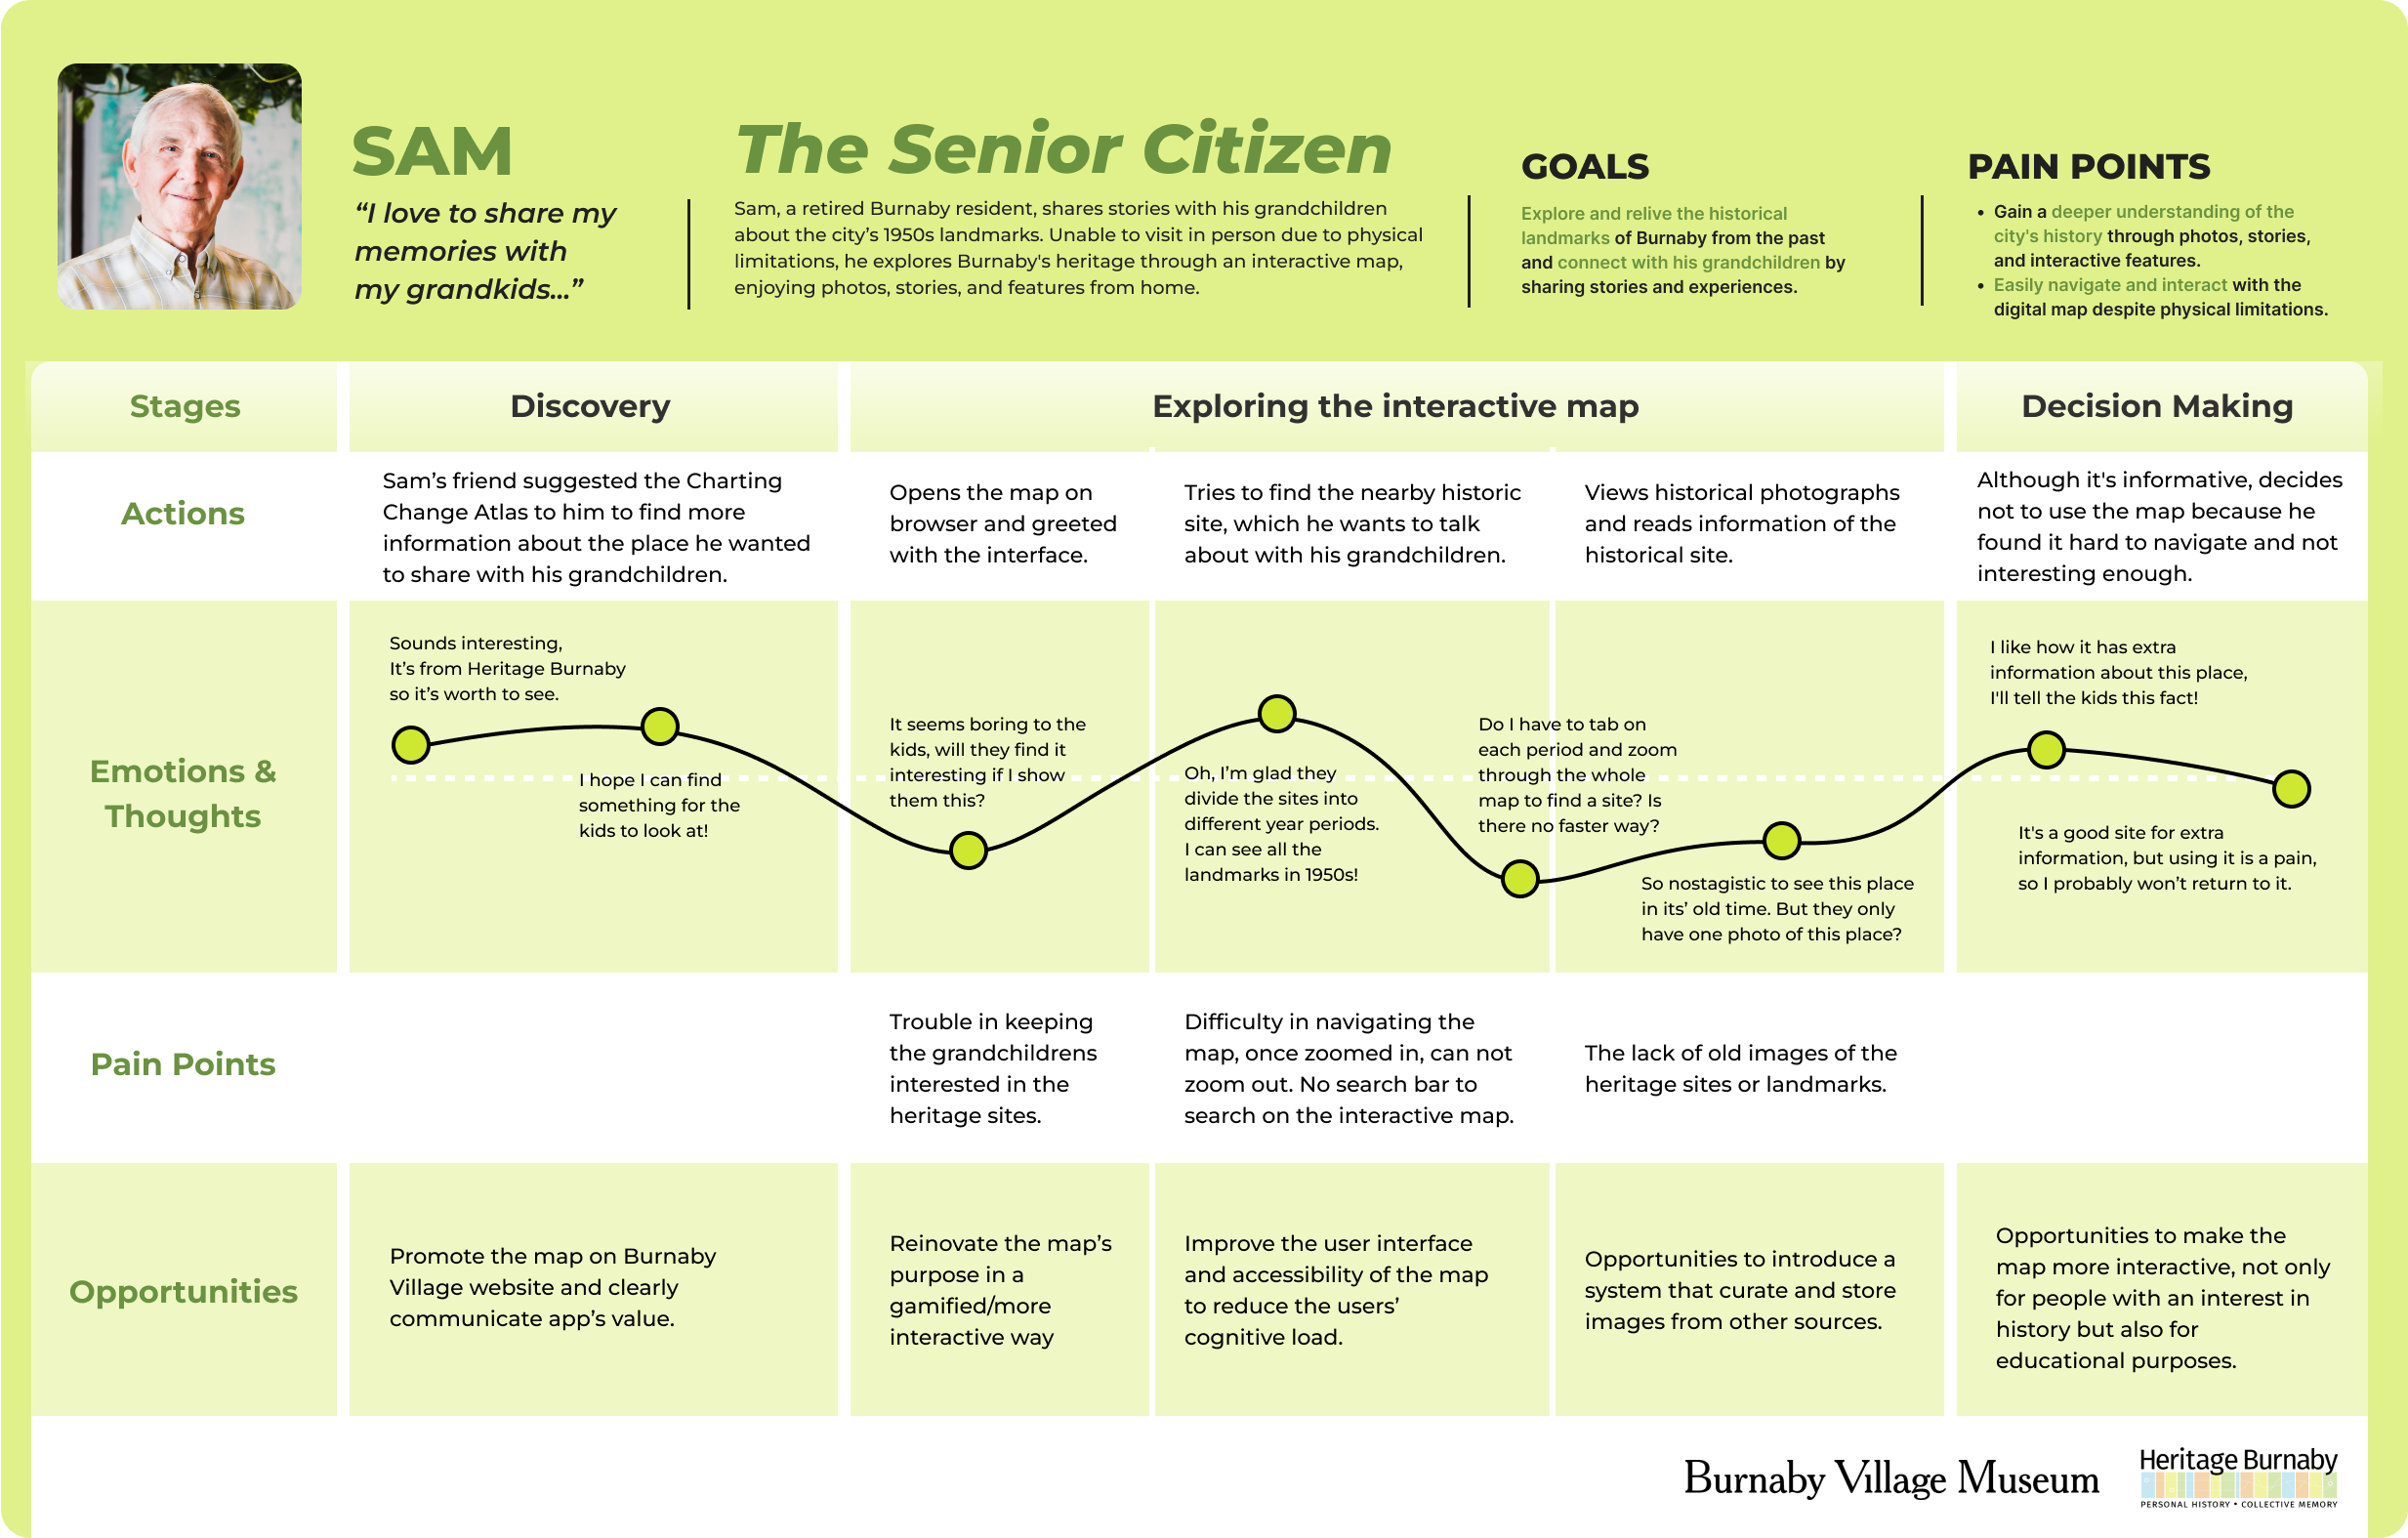 SAM
“I love to share my
memories with
my grandkids...”
The Senior Citizen
Sam, a retired Burnaby resident, shares stories with his grandchildren
about the city’s 1950s landmarks. Unable to visit in person due to physical
limitations, he explores Burnaby's heritage through an interactive map,
enjoying photos, stories, and features from home.
GOALS
Explore and relive the historical
landmarks of Burnaby from the past
and connect with his grandchildren by
sharing stories and experiences.
PAIN POINTS
• Gain a deeper understanding of the
city's history through photos, stories,
and interactive features.
• Easily navigate and interact with the
digital map despite physical limitations.
Stages
Discovery
Exploring the interactive map
Decision Making
Actions
Sam’s friend suggested the Charting
Change Atlas to him to find more
information about the place he wanted
to share with his grandchildren.
Opens the map on
browser and greeted
with the interface.
Tries to find the nearby historic
site, which he wants to talk
about with his grandchildren.
Views historical photographs
and reads information of the
historical site.
Although it's informative, decides
not to use the map because he
found it hard to navigate and not
interesting enough.
Emotions &
Thoughts
Sounds interesting,
It’s from Heritage Burnaby
so it’s worth to see.
I hope I can find
something for the
kids to look at!
It seems boring to the
kids, will they find it
interesting if I show
them this?
Oh, I’m glad they
divide the sites into
different year periods.
I can see all the
landmarks in 1950s!
Do I have to tab on
each period and zoom
through the whole
map to find a site? Is
there no faster way?
So nostagistic to see this place
in its’ old time. But they only
have one photo of this place?
I like how it has extra
information about this place,
I'll tell the kids this fact!
It's a good site for extra
information, but using it is a pain,
so I probably won’t return to it.
Pain Points
Trouble in keeping
the grandchildrens
interested in the
heritage sites.
Difficulty in navigating the
map, once zoomed in, can not
zoom out. No search bar to
search on the interactive map.
The lack of old images of the
heritage sites or landmarks.
Opportunities
Promote the map on Burnaby
Village website and clearly
communicate app’s value.
Reinovate the map’s
purpose in a
gamified/more
interactive way
Improve the user interface
and accessibility of the map
to reduce the users’
cognitive load.
Opportunities to introduce a
system that curate and store
images from other sources.
Opportunities to make the
map more interactive, not only
for people with an interest in
history but also for
educational purposes.
Burnaby Village Museum
Heritage Burnaby
PERSONAL HISTORY • COLLECTIVE MEMORY